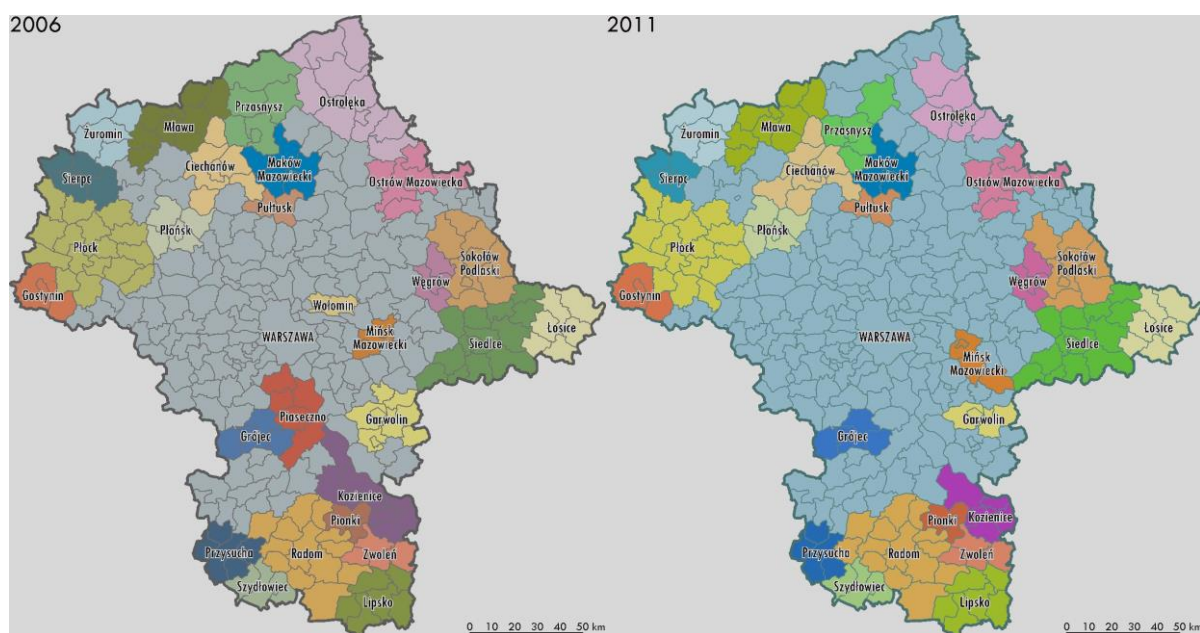 2006
Żuromin
Mława
Przasnysz
Ostrołęka
Sierpc
Ciechanów
Maków
Mazowiecki
Ostrów Mazowiecka
Pułtusk
Płońsk
Płock
Gostynin
Sokołów
Podlaski
Węgrów
Wołomin
WARSZAWA
Mińsk
Mazowiecki
Siedlce
Łosice
Piaseczno
Garwolin
Grójec
Kozienice
Pionki
Przysucha
Radom
Zwoleń
Szydłowiec
Lipsko
0 10 20 30 40 50 km
2011
Żuromin
Mława
Przasnysz
Ostrołęka
Sierpc
Ciechanów
Maków
Mazowiecki
Ostrów Mazowiecka
Pułtusk
Płońsk
Płock
Gostynin
Sokołów
Podlaski
Węgrów
WARSZAWA
Mińsk
Mazowiecki
Siedlce
Łosice
Garwolin
Grójec
Kozienice
Pionki
Przysucha
Radom
Zwoleń
Szydłowiec
Lipsko
0 10 20 30 40 50 km